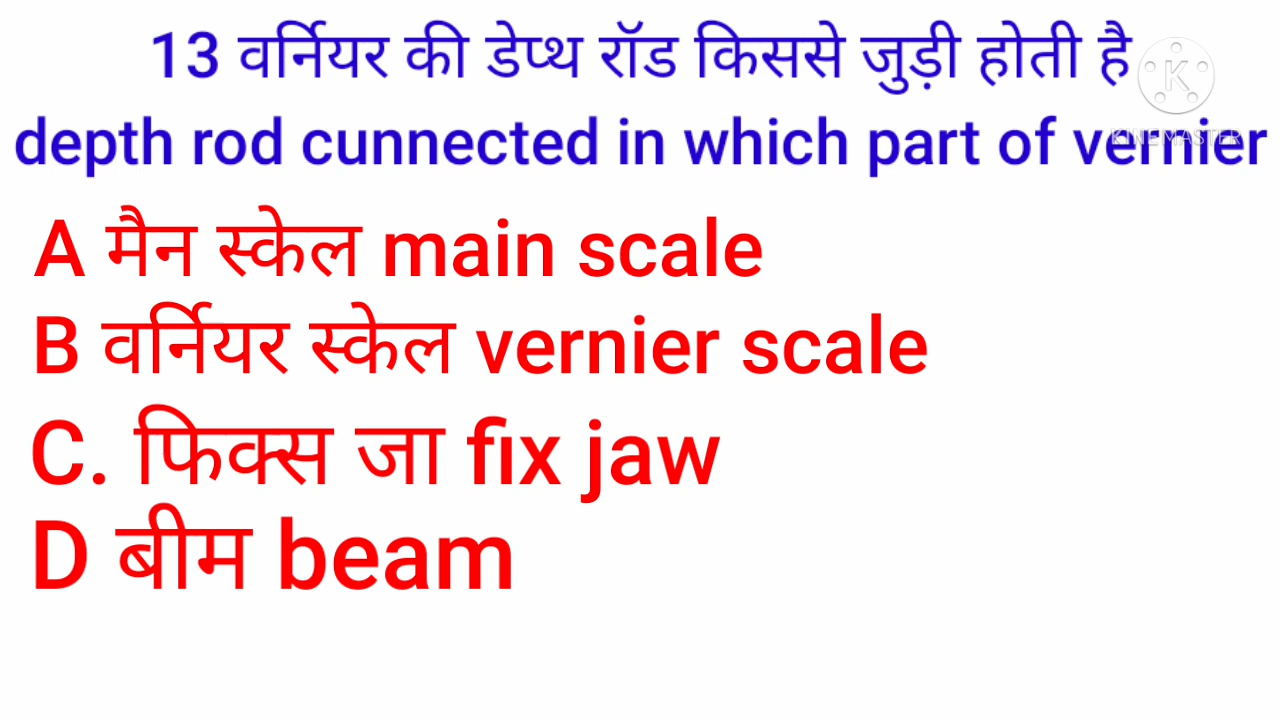 13 वर्नियर की डेप्थ रॉड किससे जुड़ी होती है
KINEMASTER
depth rod cunnected in which part of vernier
A मैन स्केल main scale
B वर्नियर स्केल vernier scale
C. फिक्स जा fix jaw
D बीम beam